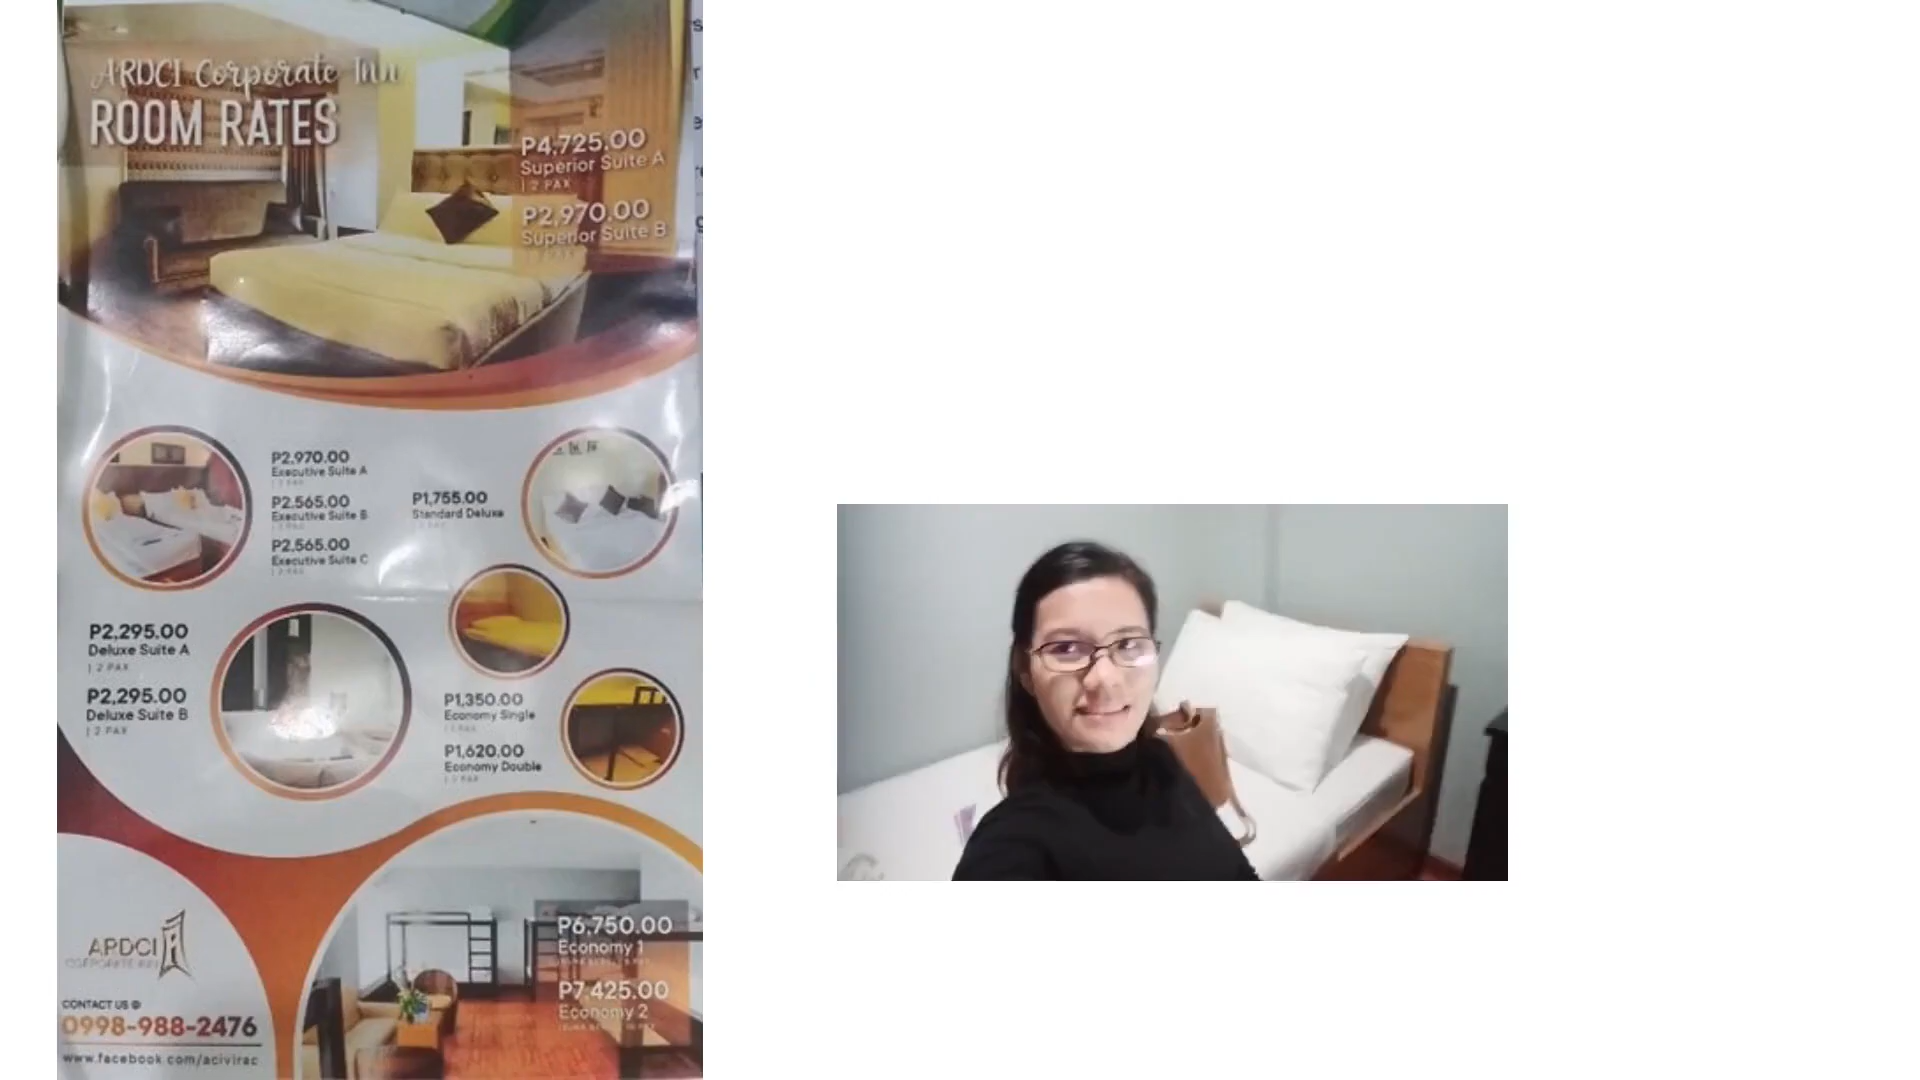 ARDCI Corporate Inn
ROOM RATES
P4,725.00
Superior Suite A
| 2 PAX
P2,970.00
Superior Suite B
P2,970.00
Executive Suite A
P2,565.00
Executive Suite B
P2,565.00
Executive Suite C
| 2 PAX
P1,755.00
Standard Deluxe
P2,295.00
Deluxe Suite A
| 2 PAX
P2,295.00
Deluxe Suite B
| 2 PAX
P1,350.00
Economy Single
P1,620.00
Economy Double
P6,750.00
Economy 1
P7,425.00
Economy 2
ARDCI
CORPORATE INN
CONTACT US @
0998-988-2476
www.facebook.com/acivirac